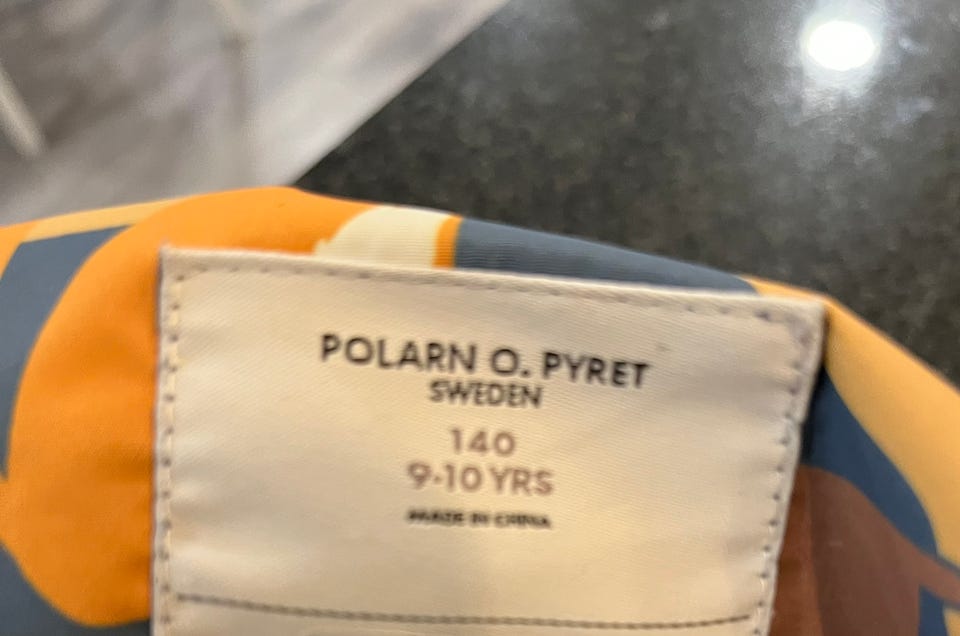 POLARN O. PYRET
SWEDEN
140
9-10 YRS
MADE IN CHINA